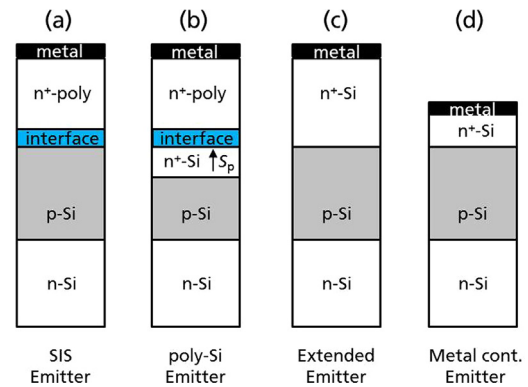 (a) (b) (c) (d)
metal metal metal
n⁺-poly n⁺-poly n⁺-Si
metal
n⁺-Si
interface interface
n⁺-Si Sp
p-Si p-Si p-Si p-Si
n-Si n-Si n-Si n-Si
SIS poly-Si Extended Metal cont.
Emitter Emitter Emitter Emitter